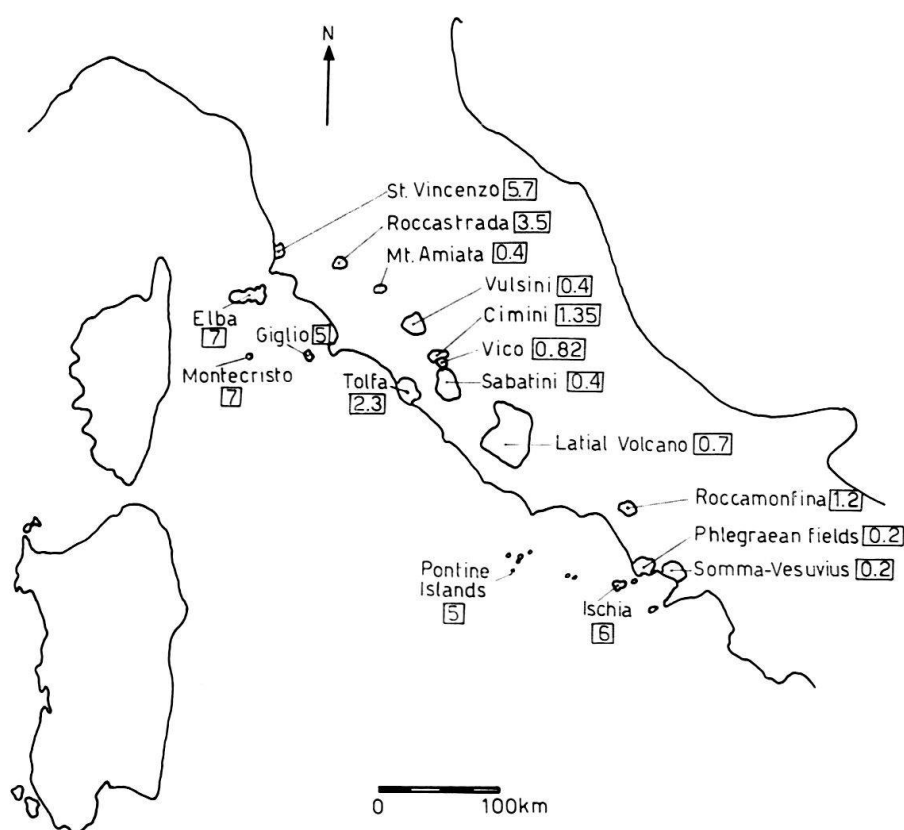 N
St. Vincenzo 5.7
Roccastrada 3.5
Mt. Amiata 0.4
Vulsini 0.4
Elba
7
Giglio 5
Cimini 1.35
Vico 0.82
Montecristo
7
Tolfa
2.3
Sabatini 0.4
Latial Volcano 0.7
Roccamonfina 1.2
Phlegraean fields 0.2
Pontine
Islands
5
Somma-Vesuvius 0.2
Ischia
6
0 100km